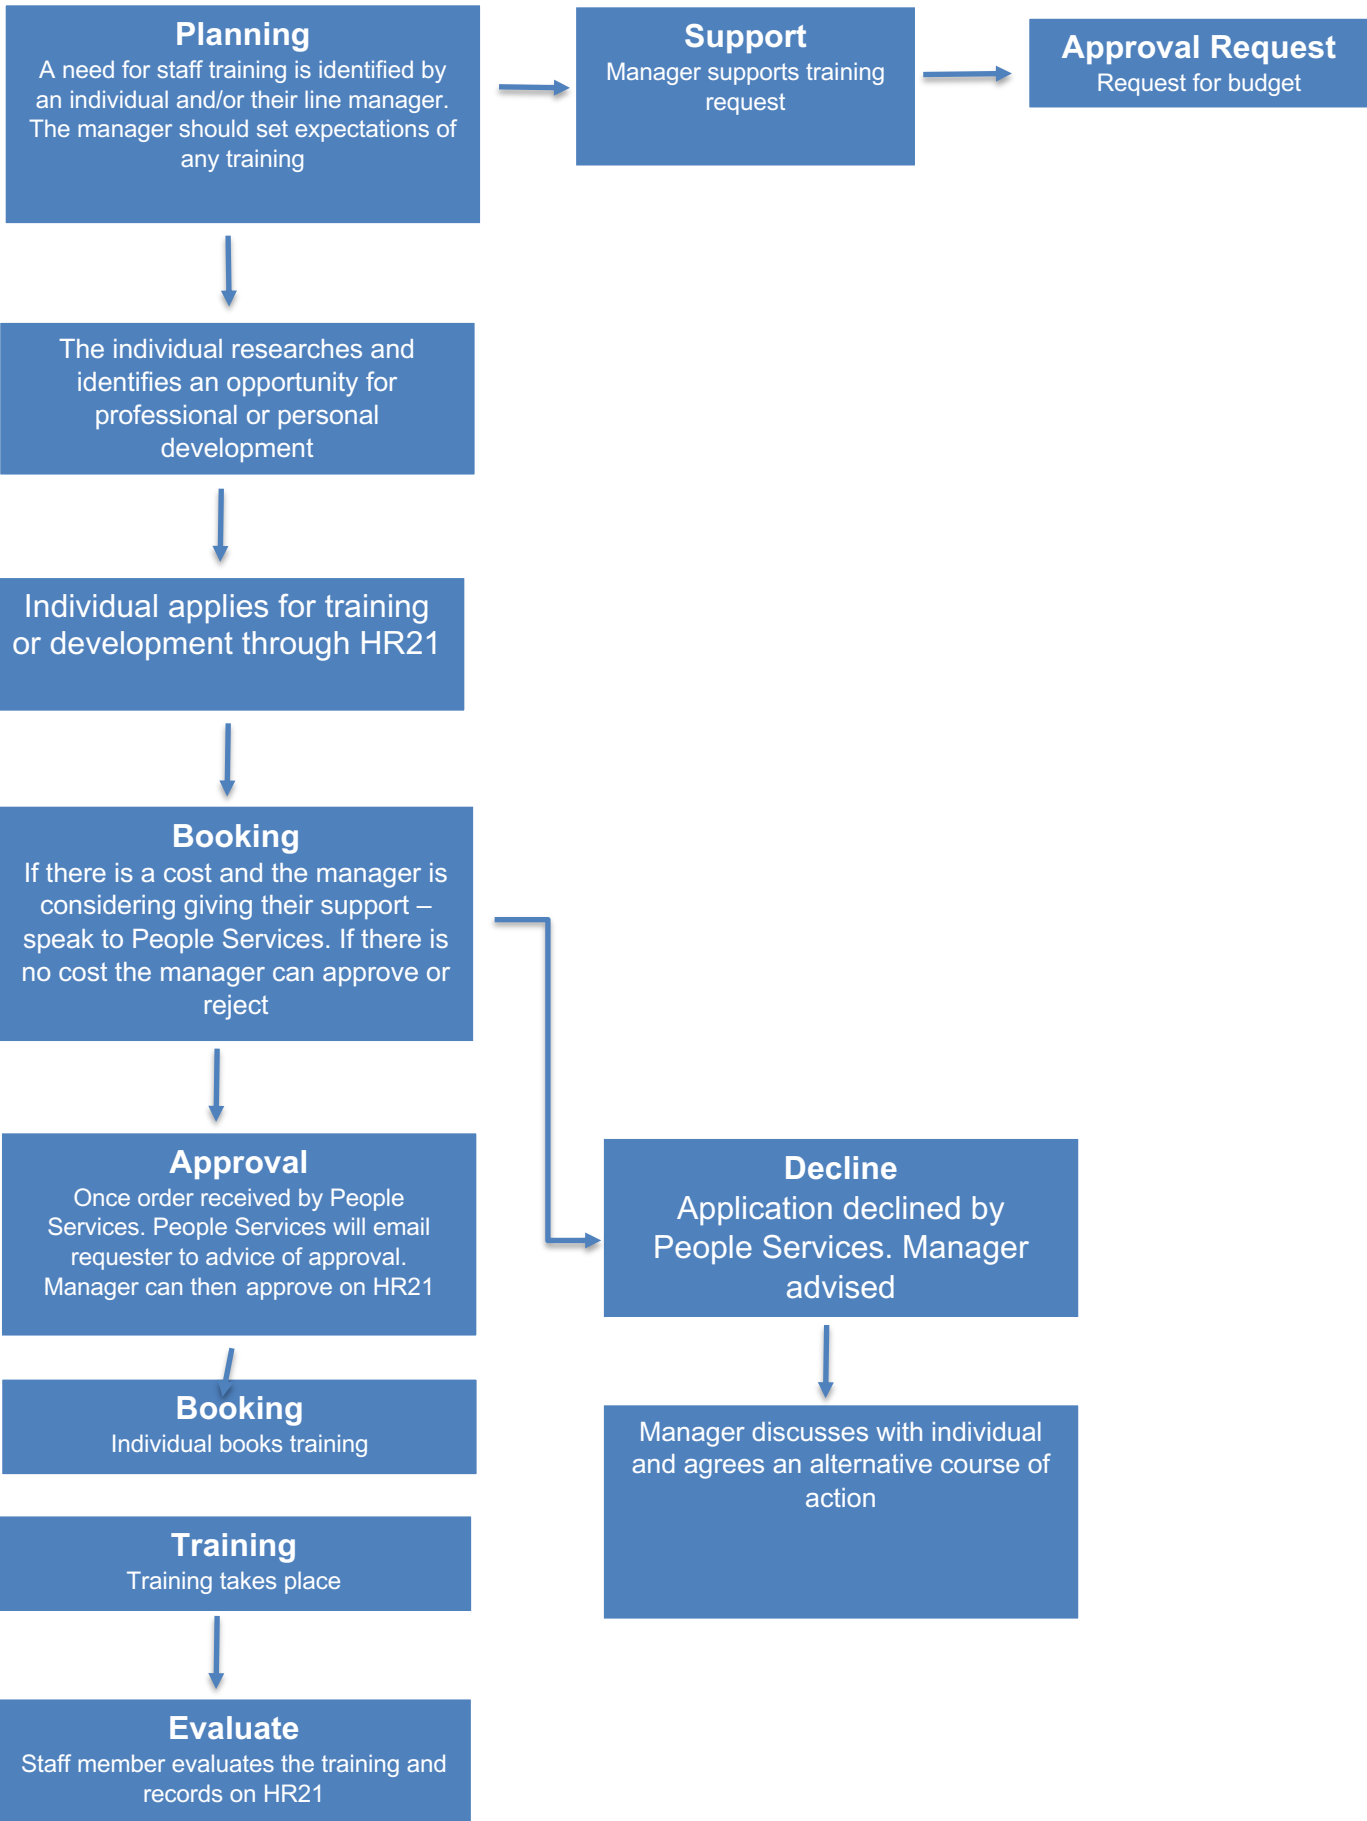 Planning
A need for staff training is identified by
an individual and/or their line manager.
The manager should set expectations of
any training
Support
Manager supports training
request
Approval Request
Request for budget
The individual researches and
identifies an opportunity for
professional or personal
development
Individual applies for training
or development through HR21
Booking
If there is a cost and the manager is
considering giving their support –
speak to People Services. If there is
no cost the manager can approve or
reject
Approval
Once order received by People
Services. People Services will email
requester to advice of approval.
Manager can then approve on HR21
Decline
Application declined by
People Services. Manager
advised
Booking
Individual books training
Manager discusses with individual
and agrees an alternative course of
action
Training
Training takes place
Evaluate
Staff member evaluates the training and
records on HR21